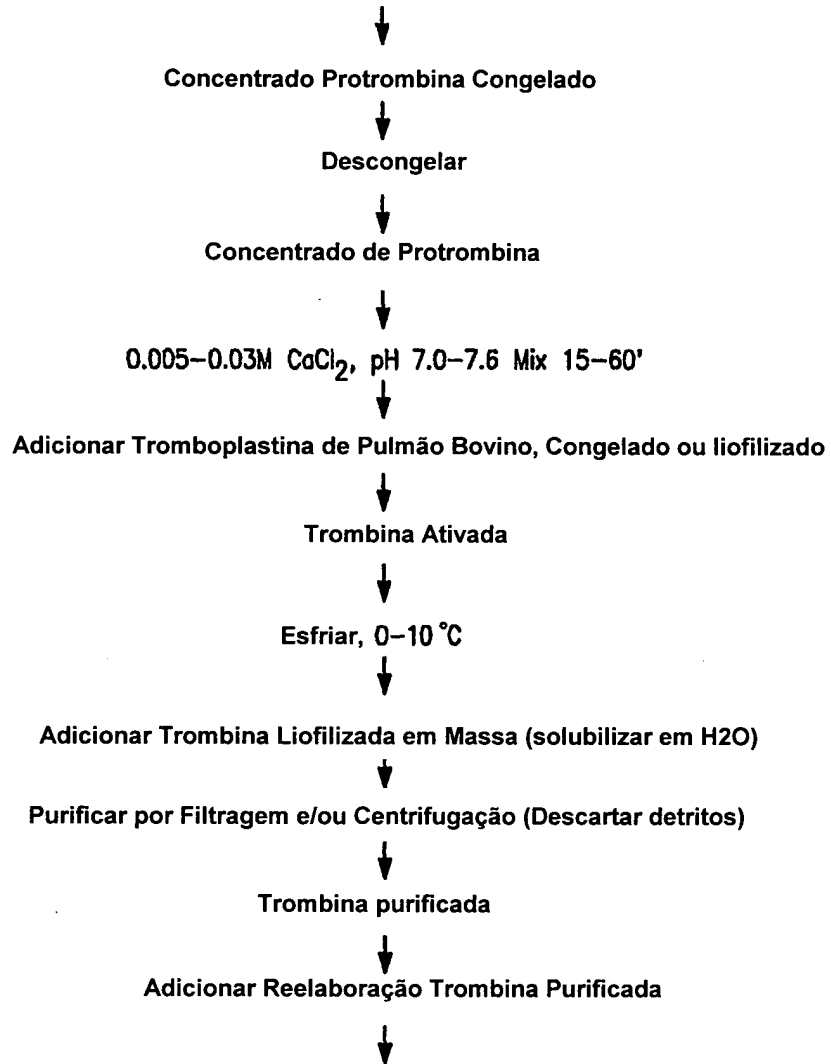 Concentrado Protrombina Congelado
Descongelar
Concentrado de Protrombina
0.005–0.03M CaCl₂, pH 7.0–7.6 Mix 15–60'
Adicionar Tromboplastina de Pulmão Bovino, Congelado ou liofilizado
Trombina Ativada
Esfriar, 0–10 °C
Adicionar Trombina Liofilizada em Massa (solubilizar em H2O)
Purificar por Filtragem e/ou Centrifugação (Descartar detritos)
Trombina purificada
Adicionar Reelaboração Trombina Purificada